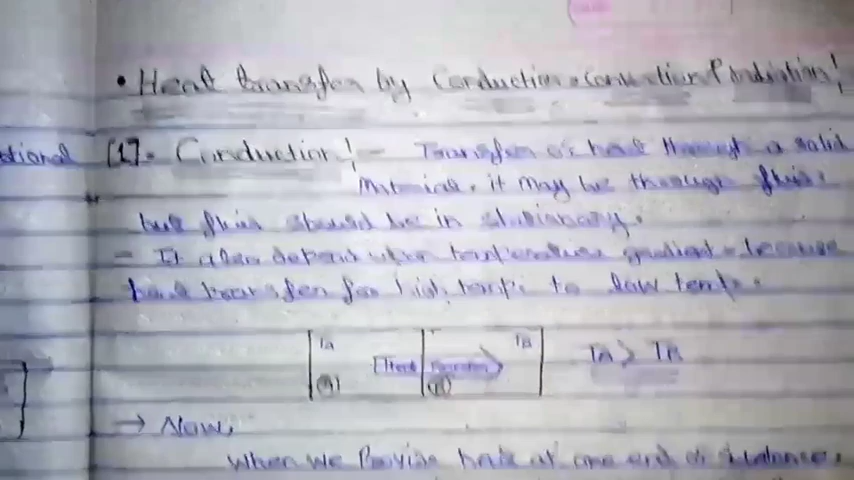 • Heat transfer by Conduction, Convection & radiation!
ctional [1]. Conduction! - Transfer of heat through a solid
Material, it may be through fluid.
but fluid should be in stationary.
- It also depend upon temperature gradient because
heat transfer for high temp. to low temp.
TA TB TA > TB
(A) Heat (B)
→ Now,
When we Provide heat at one end of